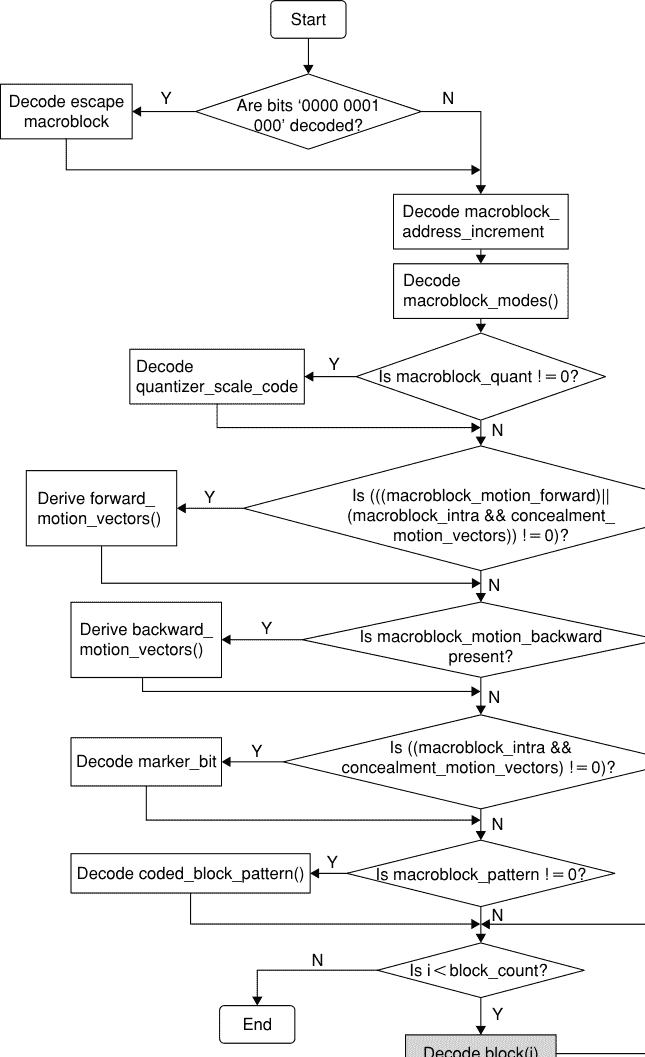 Start
Are bits ‘0000 0001
000’ decoded?
Y
N
Decode escape
macroblock
Decode macroblock_
address_increment
Decode
macroblock_modes()
Is macroblock_quant !=0?
Y
Decode
quantizer_scale_code
N
Is (((macroblock_motion_forward)||
(macroblock_intra && concealment_
motion_vectors)) !=0)?
Y
Derive forward_
motion_vectors()
N
Is macroblock_motion_backward
present?
Y
Derive backward_
motion_vectors()
N
Is ((macroblock_intra &&
concealment_motion_vectors) !=0)?
Y
Decode marker_bit
N
Is macroblock_pattern !=0?
Y
Decode coded_block_pattern()
N
Is i<block_count?
N
End
Y
Decode block(i)